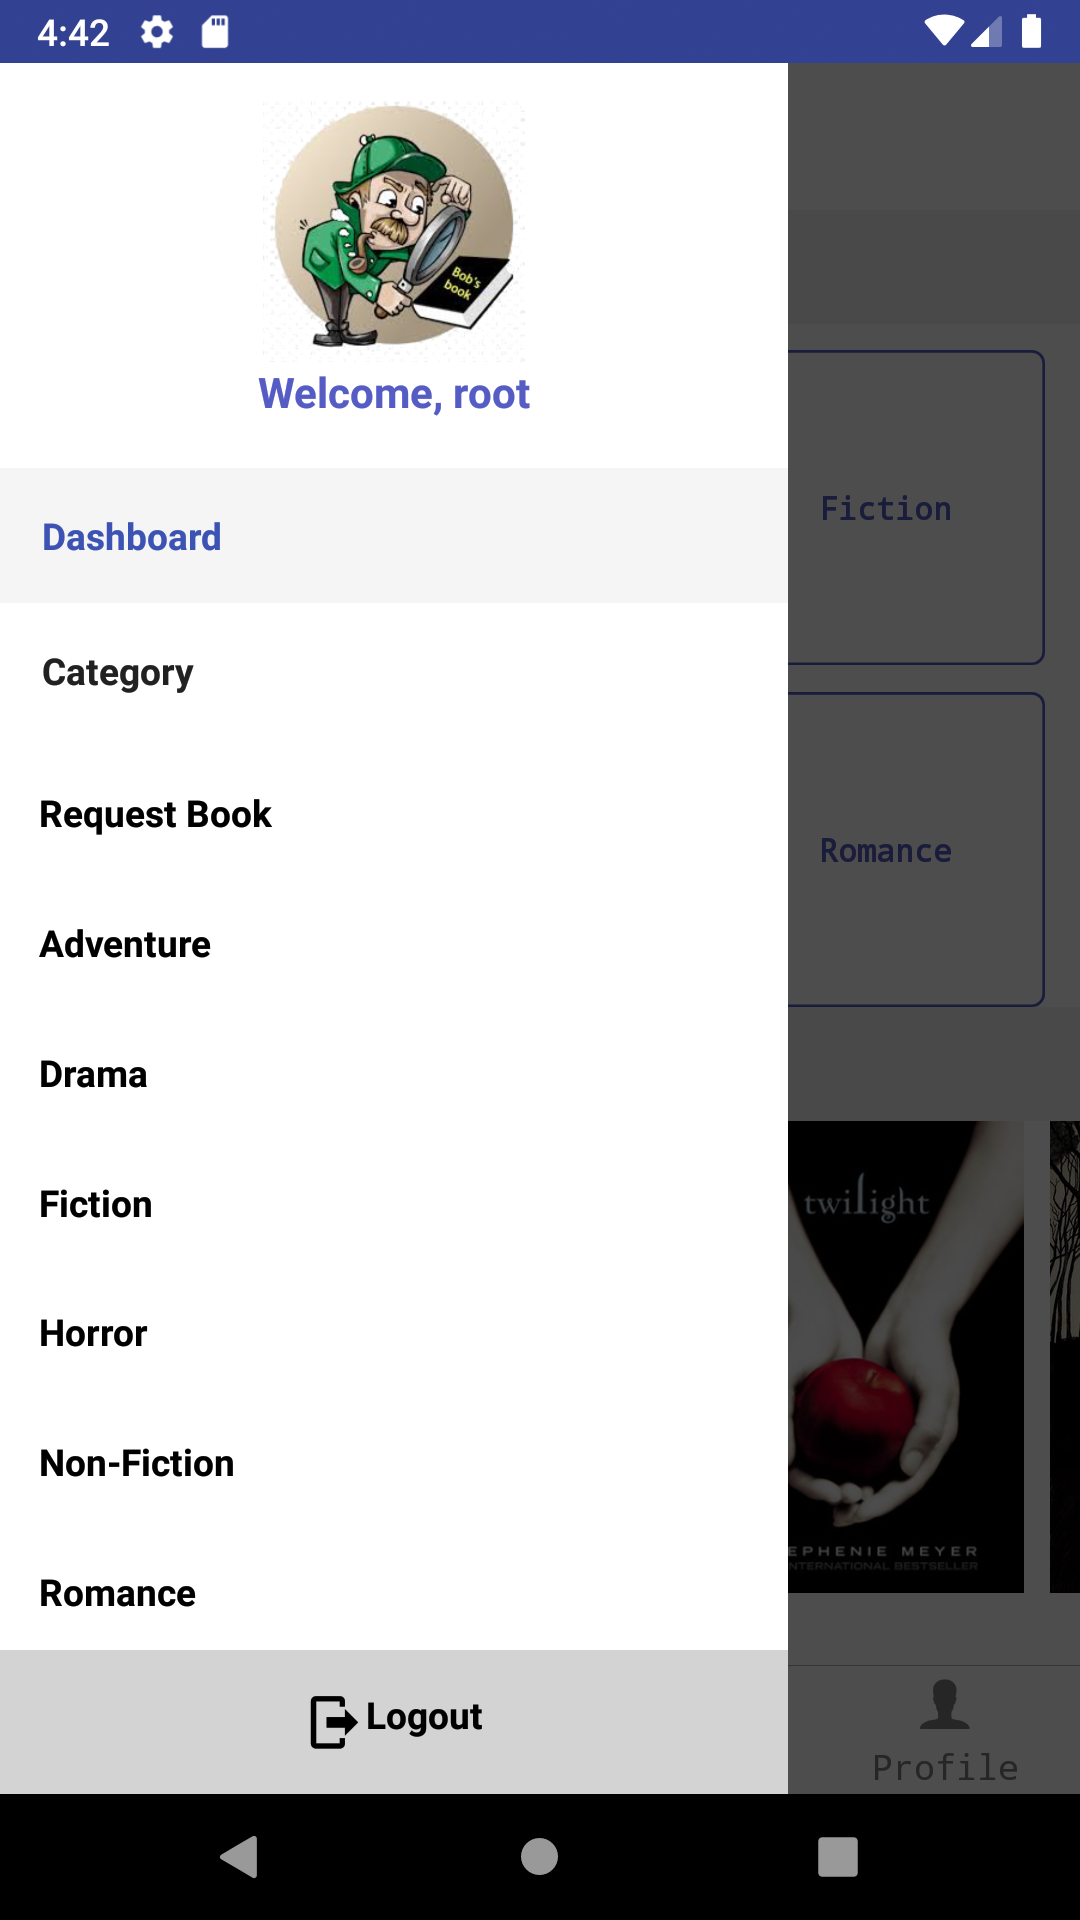 4:42
Bob's
book
Welcome, root
Dashboard
Category
Request Book
Adventure
Drama
Fiction
Horror
Non-Fiction
Romance
Logout
Fiction
Romance
twilight
EPHENIE MEYER
NTERNATIONAL BESTSELLER
Profile